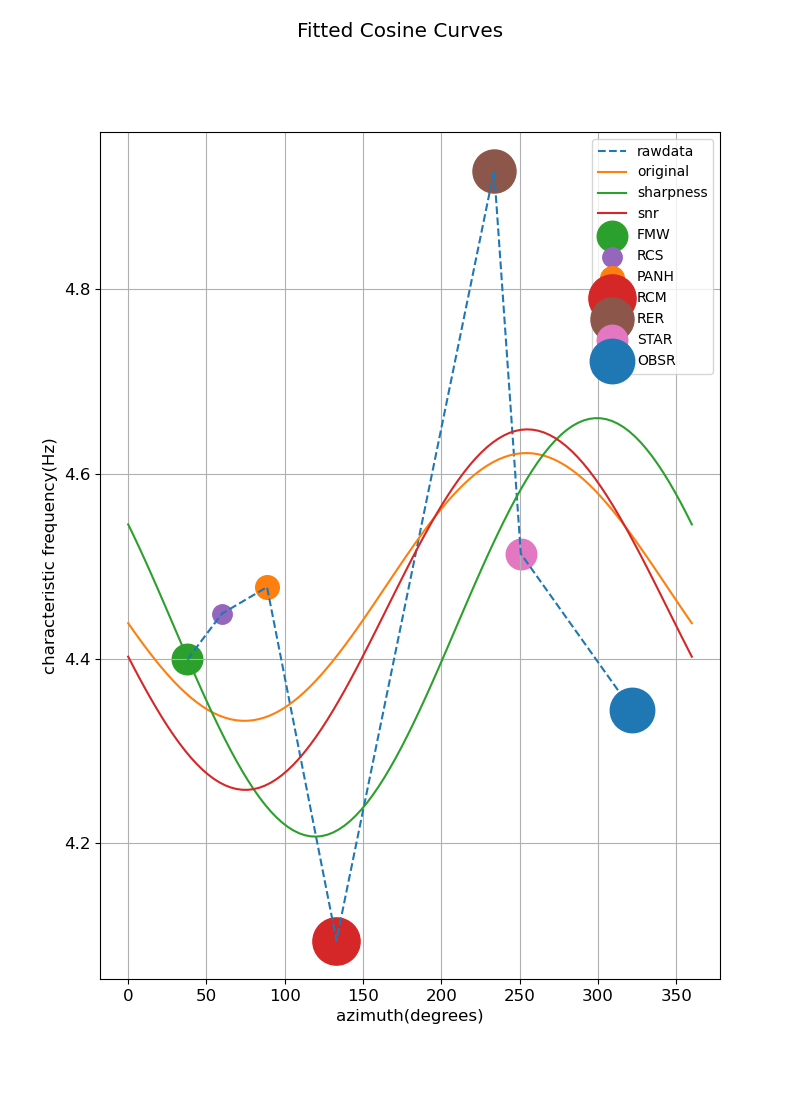 Fitted Cosine Curves
rawdata
original
sharpness
snr
FMW
RCS
PANH
RCM
RER
STAR
OBSR
4.8
4.6
4.4
4.2
characteristic frequency(Hz)
0 50 100 150 200 250 300 350
azimuth(degrees)